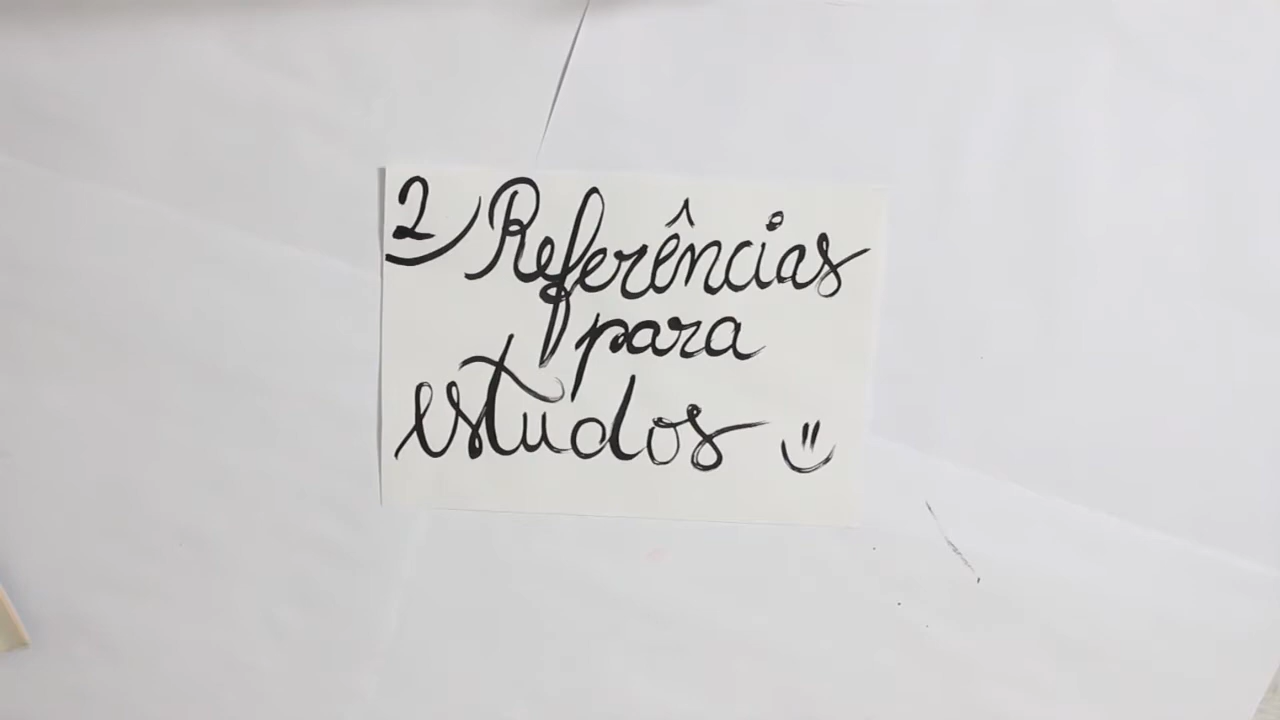 2) Referências
para
estudos =)